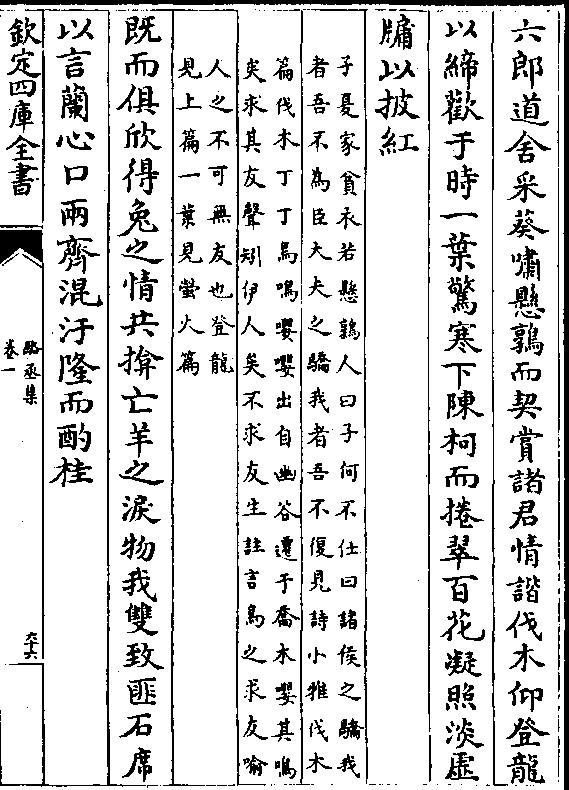 六郎道舍采葵嘯懸鶉而契賞諸君情諧伐木仰登龍
以締歡于時一葉驚寒下陳柯而捲翠百花凝照淡虛
牗以披紅
子夏家貧衣若懸鶉人曰子何不仕曰諸侯之驕我
者吾不為臣大夫之驕我者吾不復見詩小雅伐木
篇伐木丁丁鳥鳴嚶嚶出自幽谷遷于喬木嚶其鳴
矣求其友聲矧伊人矣不求友生註言鳥之求友喻
人之不可無友也登龍
見上篇一葉見螢火篇
既而俱欣得兔之情共揜亡羊之淚物我雙致匪石席
以言蘭心口兩齊混汙隆而酌桂
欽定四庫全書
駱丞集
卷一
六十六